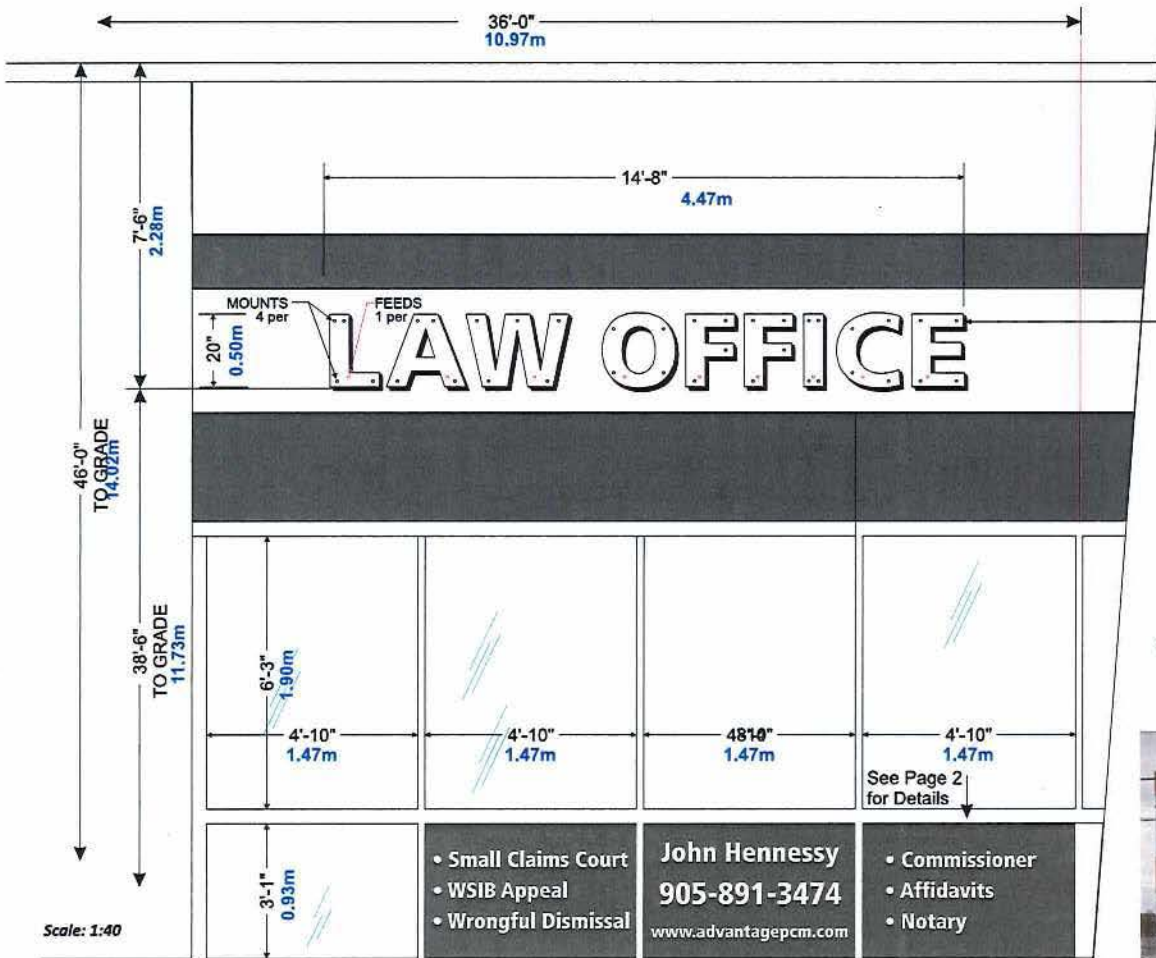 36'-0"
10.97m
14'-8"
4.47m
7'-6"
2.28m
MOUNTS
4 per
FEEDS
1 per
20"
0.50m
LAW OFFICE
46'-0"
TO GRADE
14.02m
38'-6"
TO GRADE
11.73m
6'-3"
1.90m
4'-10"
1.47m
4'-10"
1.47m
1.47m
4'-10"
1.47m
See Page 2
for Details
3'-1"
0.93m
• Small Claims Court
• WSIB Appeal
• Wrongful Dismissal
John Hennessy
905-891-3474
www.advantagepcm.com
• Commissioner
• Affidavits
• Notary
Scale: 1:40